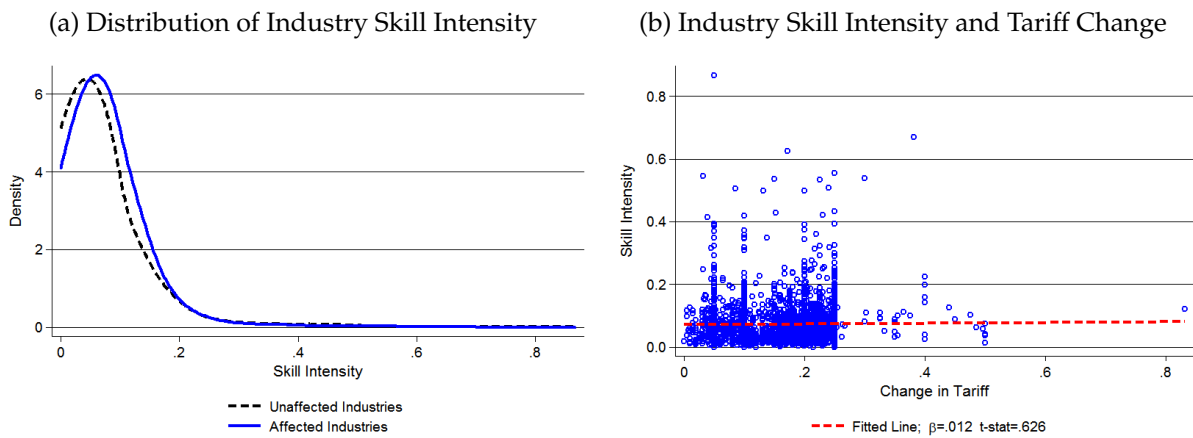 (a) Distribution of Industry Skill Intensity
6
4
2
0
Density
0 .2 .4 .6 .8
Skill Intensity
Unaffected Industries
Affected Industries
(b) Industry Skill Intensity and Tariff Change
0.8
0.6
0.4
0.2
0.0
Skill Intensity
0 .2 .4 .6 .8
Change in Tariff
Fitted Line; β=.012 t-stat=.626